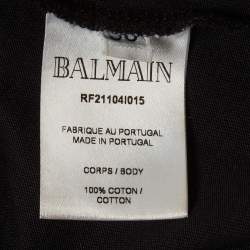 BALMAIN
RF21104I015
FABRIQUE AU PORTUGAL
MADE IN PORTUGAL
CORPS / BODY
100% COTON /
COTTON